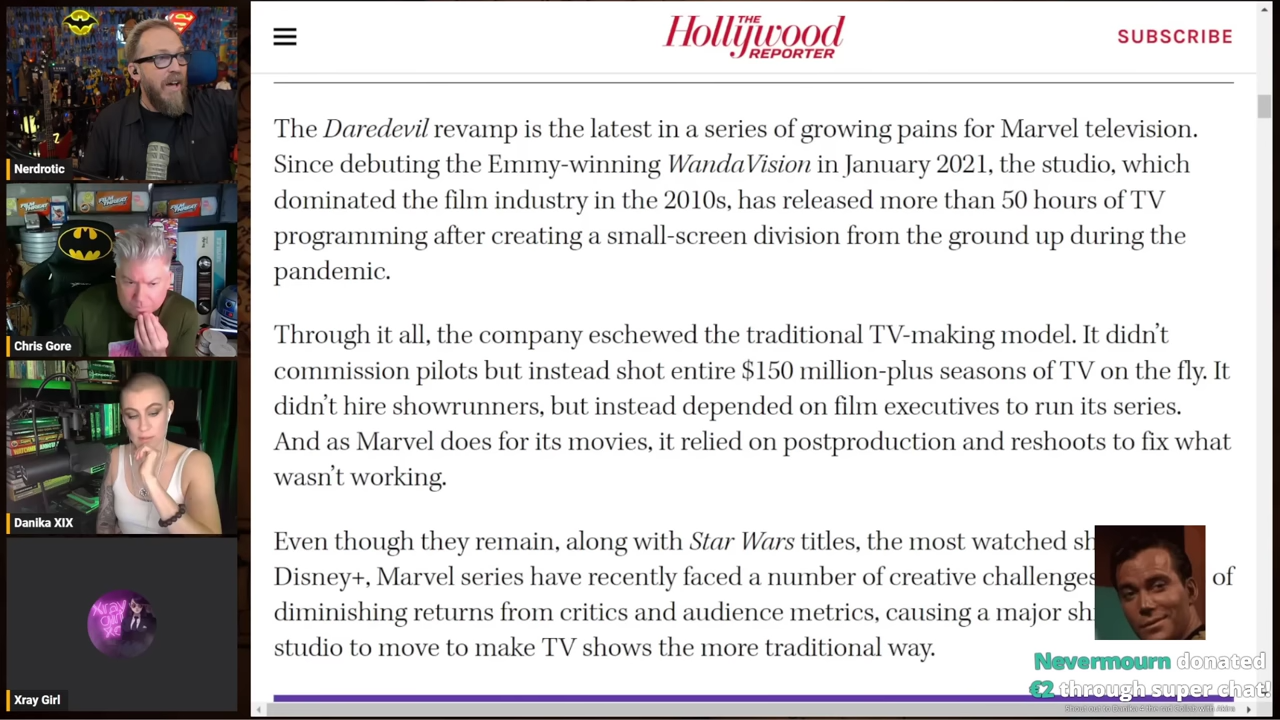 Nerdrotic
Chris Gore
Danika XIX
Xray Girl
THE
Hollywood
REPORTER
SUBSCRIBE
The Daredevil revamp is the latest in a series of growing pains for Marvel television.
Since debuting the Emmy-winning WandaVision in January 2021, the studio, which
dominated the film industry in the 2010s, has released more than 50 hours of TV
programming after creating a small-screen division from the ground up during the
pandemic.
Through it all, the company eschewed the traditional TV-making model. It didn’t
commission pilots but instead shot entire $150 million-plus seasons of TV on the fly. It
didn’t hire showrunners, but instead depended on film executives to run its series.
And as Marvel does for its movies, it relied on postproduction and reshoots to fix what
wasn’t working.
Even though they remain, along with Star Wars titles, the most watched sh
Disney+, Marvel series have recently faced a number of creative challenges of
diminishing returns from critics and audience metrics, causing a major shi
studio to move to make TV shows the more traditional way.
Nevermourn donated
€2 through super chat!